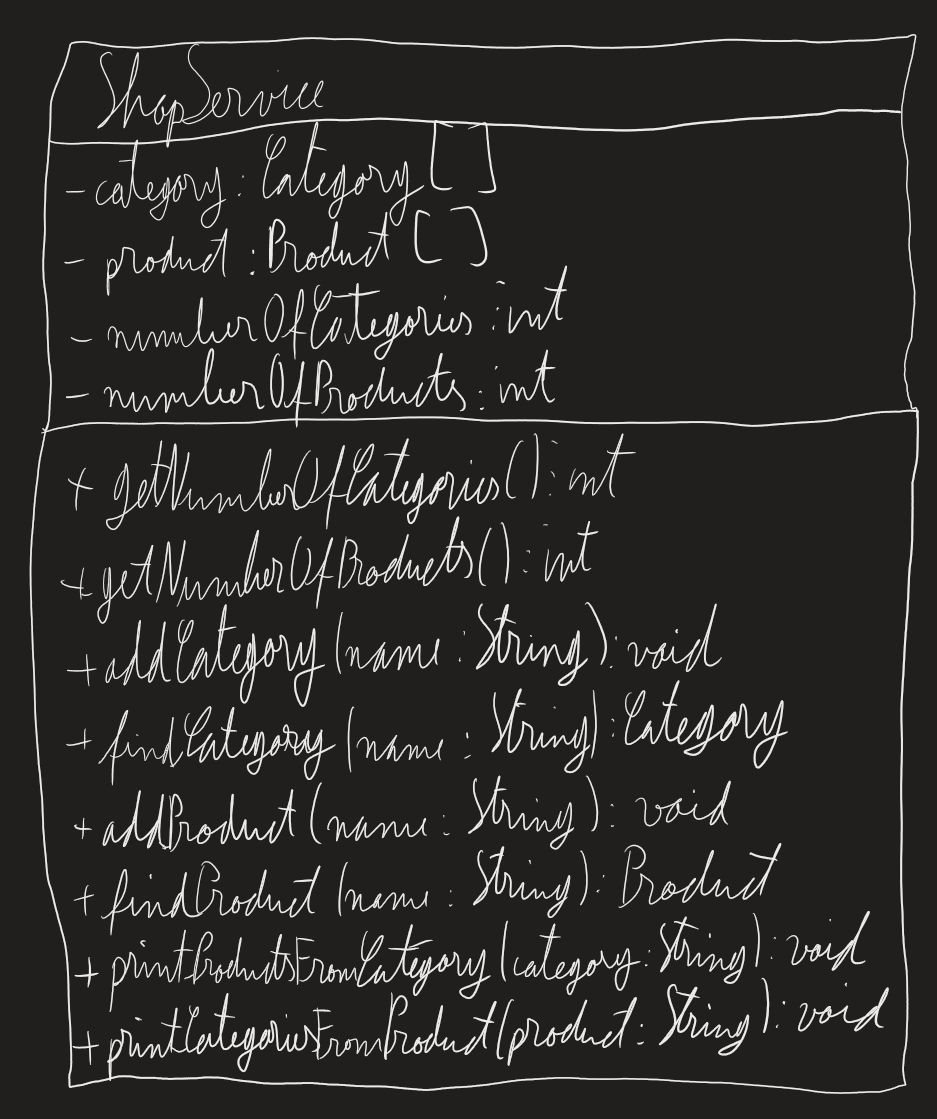 ShopService
- category : Category []
- product : Product []
- numberOfCategories : int
- numberOfProducts : int
+ getNumberOfCategories() : int
+ getNumberOfProducts() : int
+ addCategory (name : String) : void
+ findCategory (name : String) : Category
+ addProduct (name : String) : void
+ findProduct (name : String) : Product
+ printProductsFromCategory (category : String) : void
+ printCategoriesFromProduct (product : String) : void